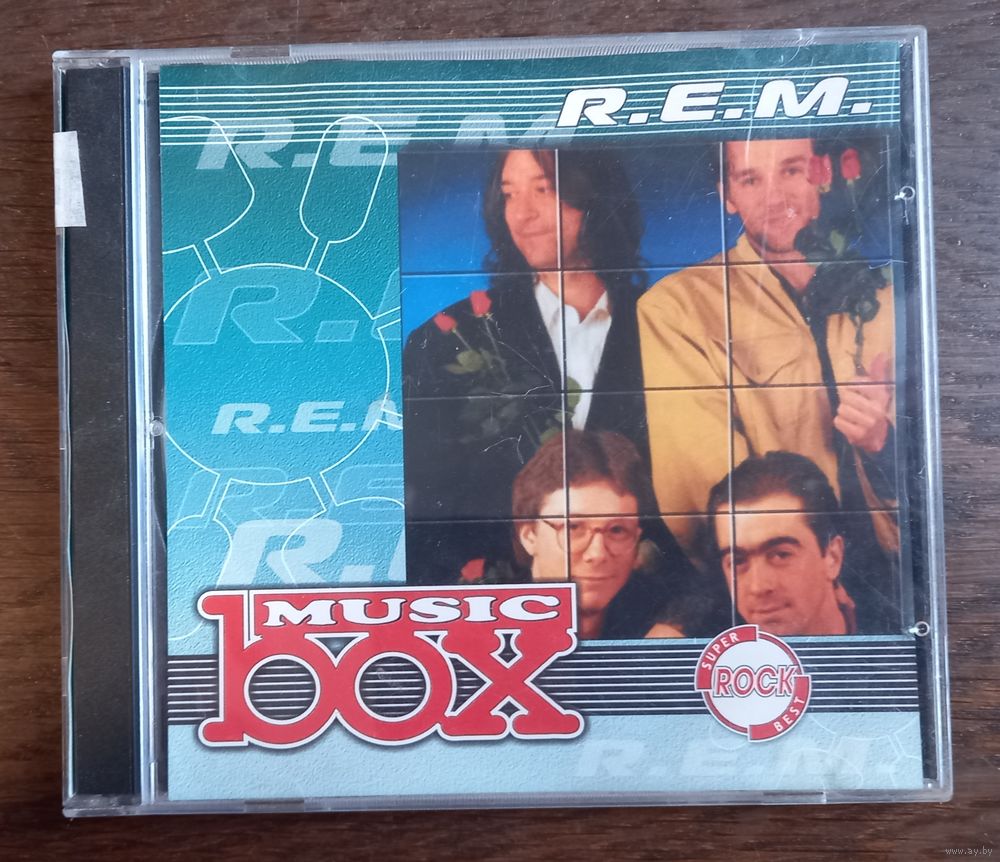 R.E.M.
R.E.M
R.
R.E.M
R.E
R.
MUSIC
box
SUPER
ROCK
BEST
R.E.M.
www.ay.by